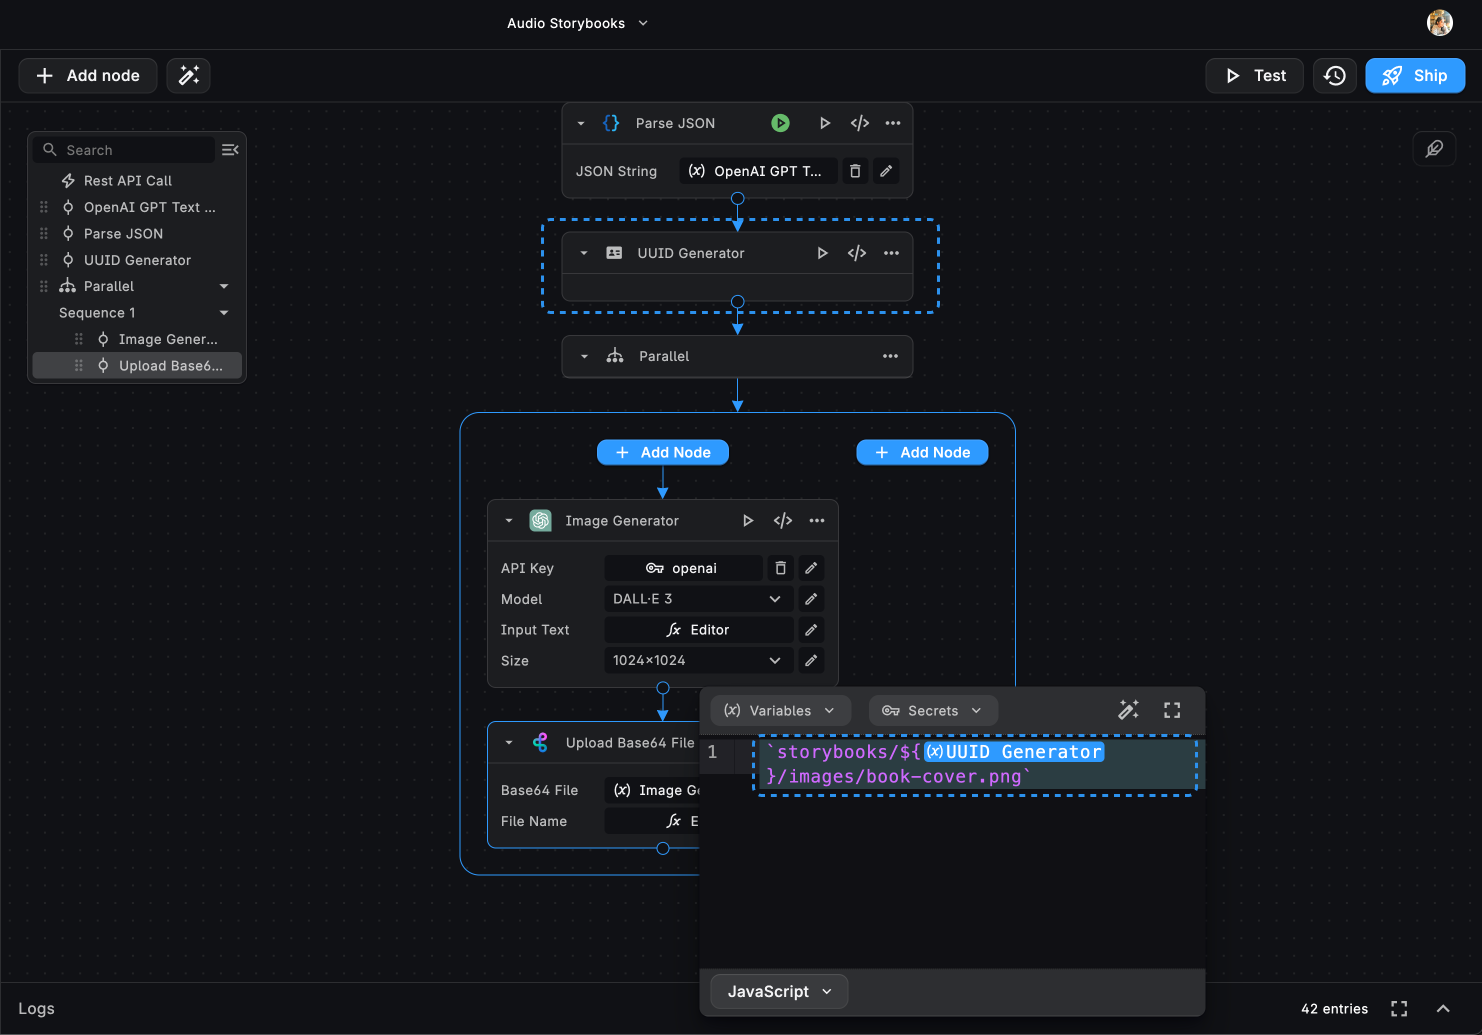 Audio Storybooks
Add node
Test
Ship
Search
Rest API Call
OpenAI GPT Text ...
Parse JSON
UUID Generator
Parallel
Sequence 1
Image Gener...
Upload Base6...
Parse JSON
JSON String
(x) OpenAI GPT T...
UUID Generator
Parallel
Add Node
Add Node
Image Generator
API Key
openai
Model
DALL·E 3
Input Text
fx Editor
Size
1024×1024
Upload Base64 File
Base64 File
(x) Image G
File Name
fx E
(x) Variables
Secrets
1
`storybooks/${(x)UUID Generator
}/images/book-cover.png`
JavaScript
Logs
42 entries